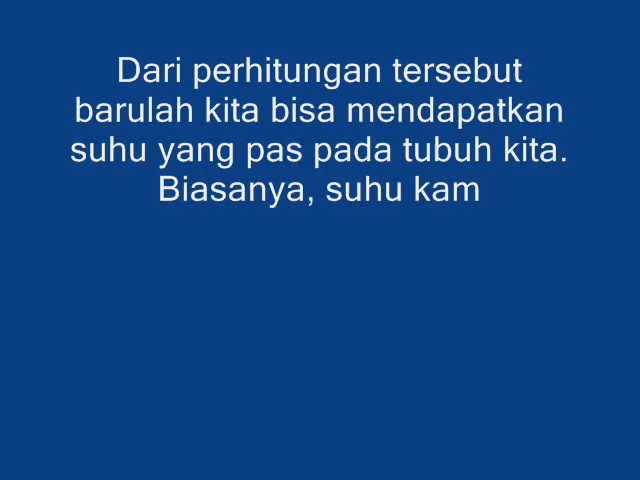 Dari perhitungan tersebut
barulah kita bisa mendapatkan
suhu yang pas pada tubuh kita.
Biasanya, suhu kam